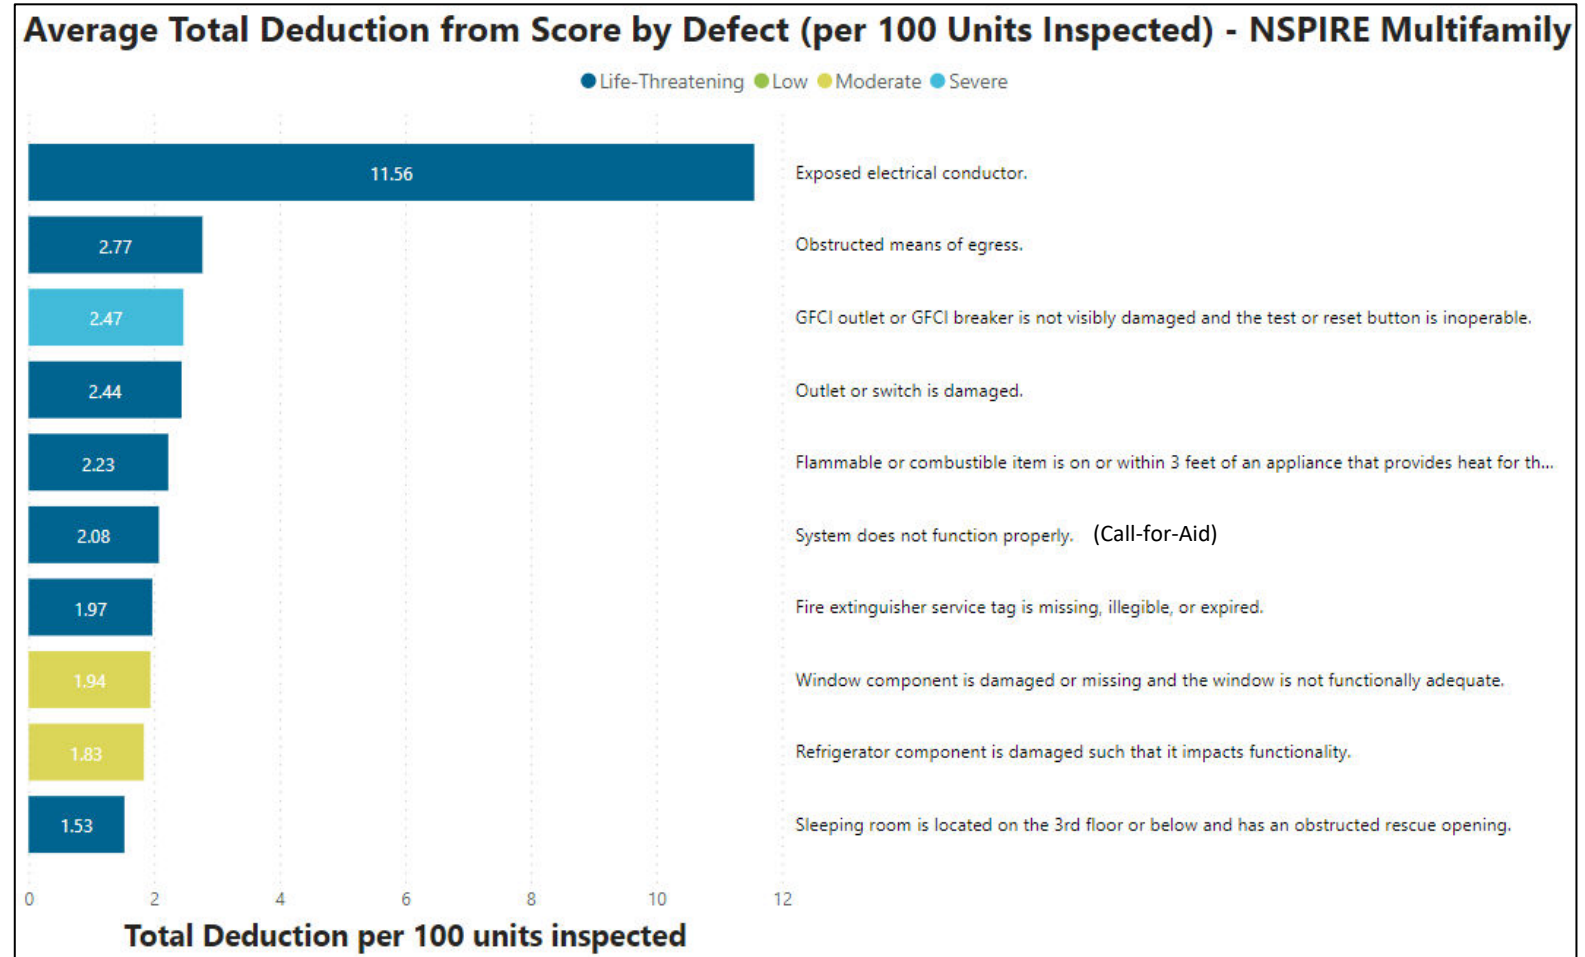 Average Total Deduction from Score by Defect (per 100 Units Inspected) - NSPIRE Multifamily
Life-Threatening Low Moderate Severe
11.56 Exposed electrical conductor.
2.77 Obstructed means of egress.
2.47 GFCI outlet or GFCI breaker is not visibly damaged and the test or reset button is inoperable.
2.44 Outlet or switch is damaged.
2.23 Flammable or combustible item is on or within 3 feet of an appliance that provides heat for th...
2.08 System does not function properly. (Call-for-Aid)
1.97 Fire extinguisher service tag is missing, illegible, or expired.
1.94 Window component is damaged or missing and the window is not functionally adequate.
1.83 Refrigerator component is damaged such that it impacts functionality.
1.53 Sleeping room is located on the 3rd floor or below and has an obstructed rescue opening.
0 2 4 6 8 10 12
Total Deduction per 100 units inspected